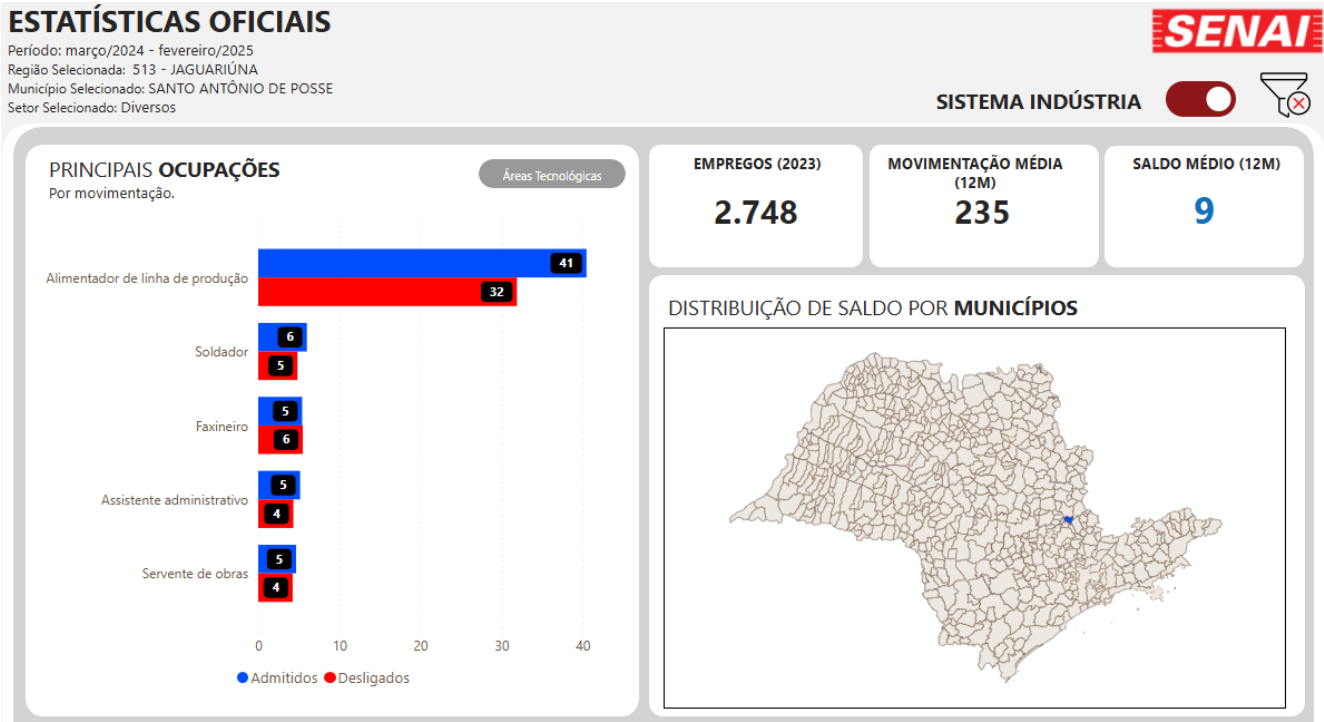 ESTATÍSTICAS OFICIAIS
Período: março/2024 - fevereiro/2025
Região Selecionada: 513 - JAGUARIÚNA
Município Selecionado: SANTO ANTÔNIO DE POSSE
Setor Selecionado: Diversos
SENAI
SISTEMA INDÚSTRIA
PRINCIPAIS OCUPAÇÕES
Por movimentação.
Áreas Tecnológicas
Alimentador de linha de produção
41
32
Soldador
6
5
Faxineiro
5
6
Assistente administrativo
5
4
Servente de obras
5
4
0 10 20 30 40
Admitidos Desligados
EMPREGOS (2023)
2.748
MOVIMENTAÇÃO MÉDIA
(12M)
235
SALDO MÉDIO (12M)
9
DISTRIBUIÇÃO DE SALDO POR MUNICÍPIOS